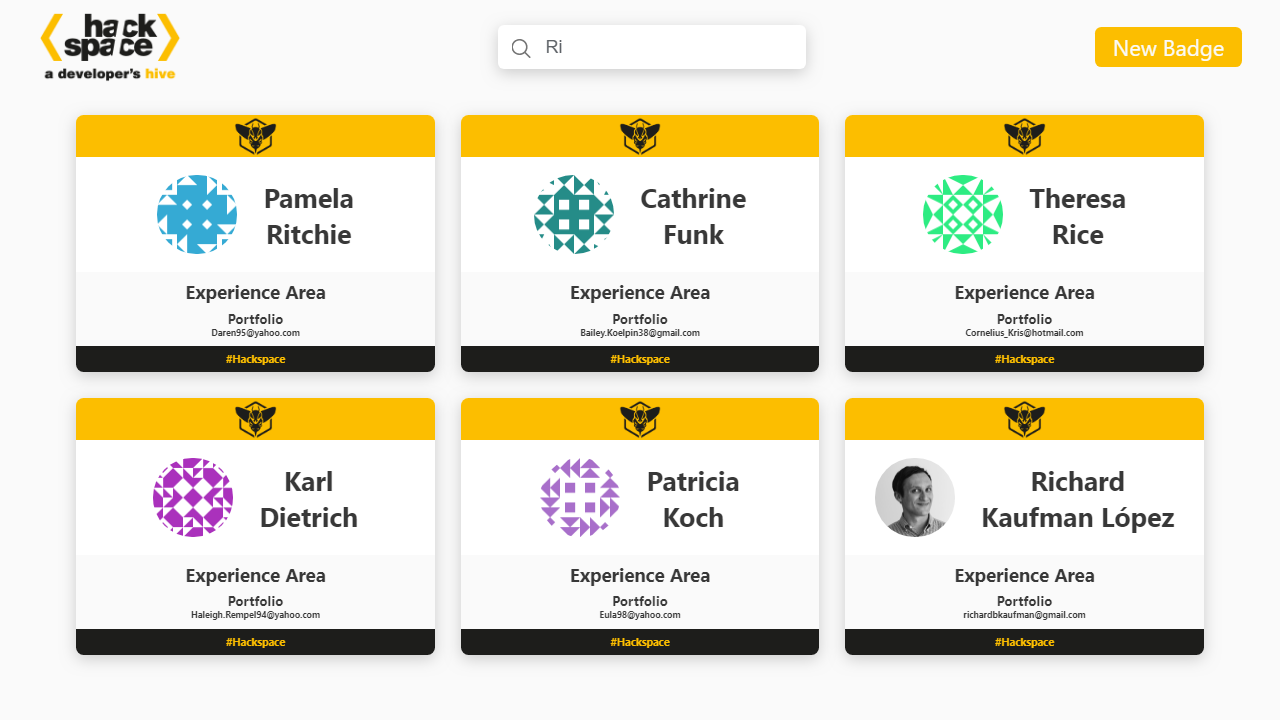 hack
space
a developer's hive
Ri
New Badge
Pamela
Ritchie
Experience Area
Portfolio
Daren95@yahoo.com
#Hackspace
Cathrine
Funk
Experience Area
Portfolio
Bailey.Koelpin38@gmail.com
#Hackspace
Theresa
Rice
Experience Area
Portfolio
Cornelius_Kris@hotmail.com
#Hackspace
Karl
Dietrich
Experience Area
Portfolio
Haleigh.Rempel94@yahoo.com
#Hackspace
Patricia
Koch
Experience Area
Portfolio
Eula98@yahoo.com
#Hackspace
Richard
Kaufman López
Experience Area
Portfolio
richardbkaufman@gmail.com
#Hackspace